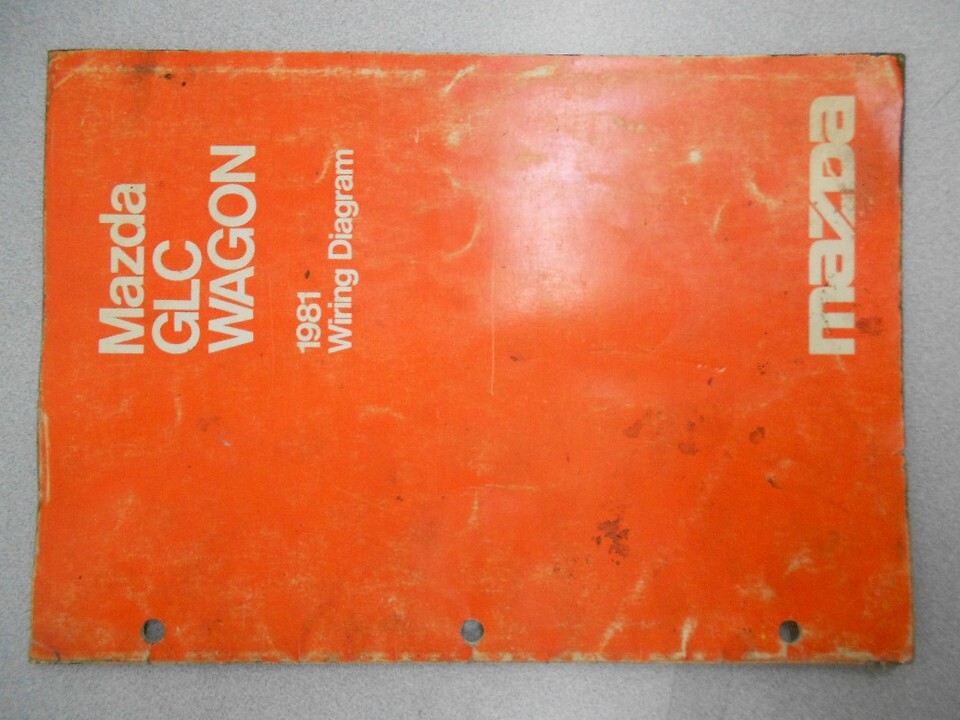 Mazda
GLC
WAGON
1981
Wiring Diagram
mazda